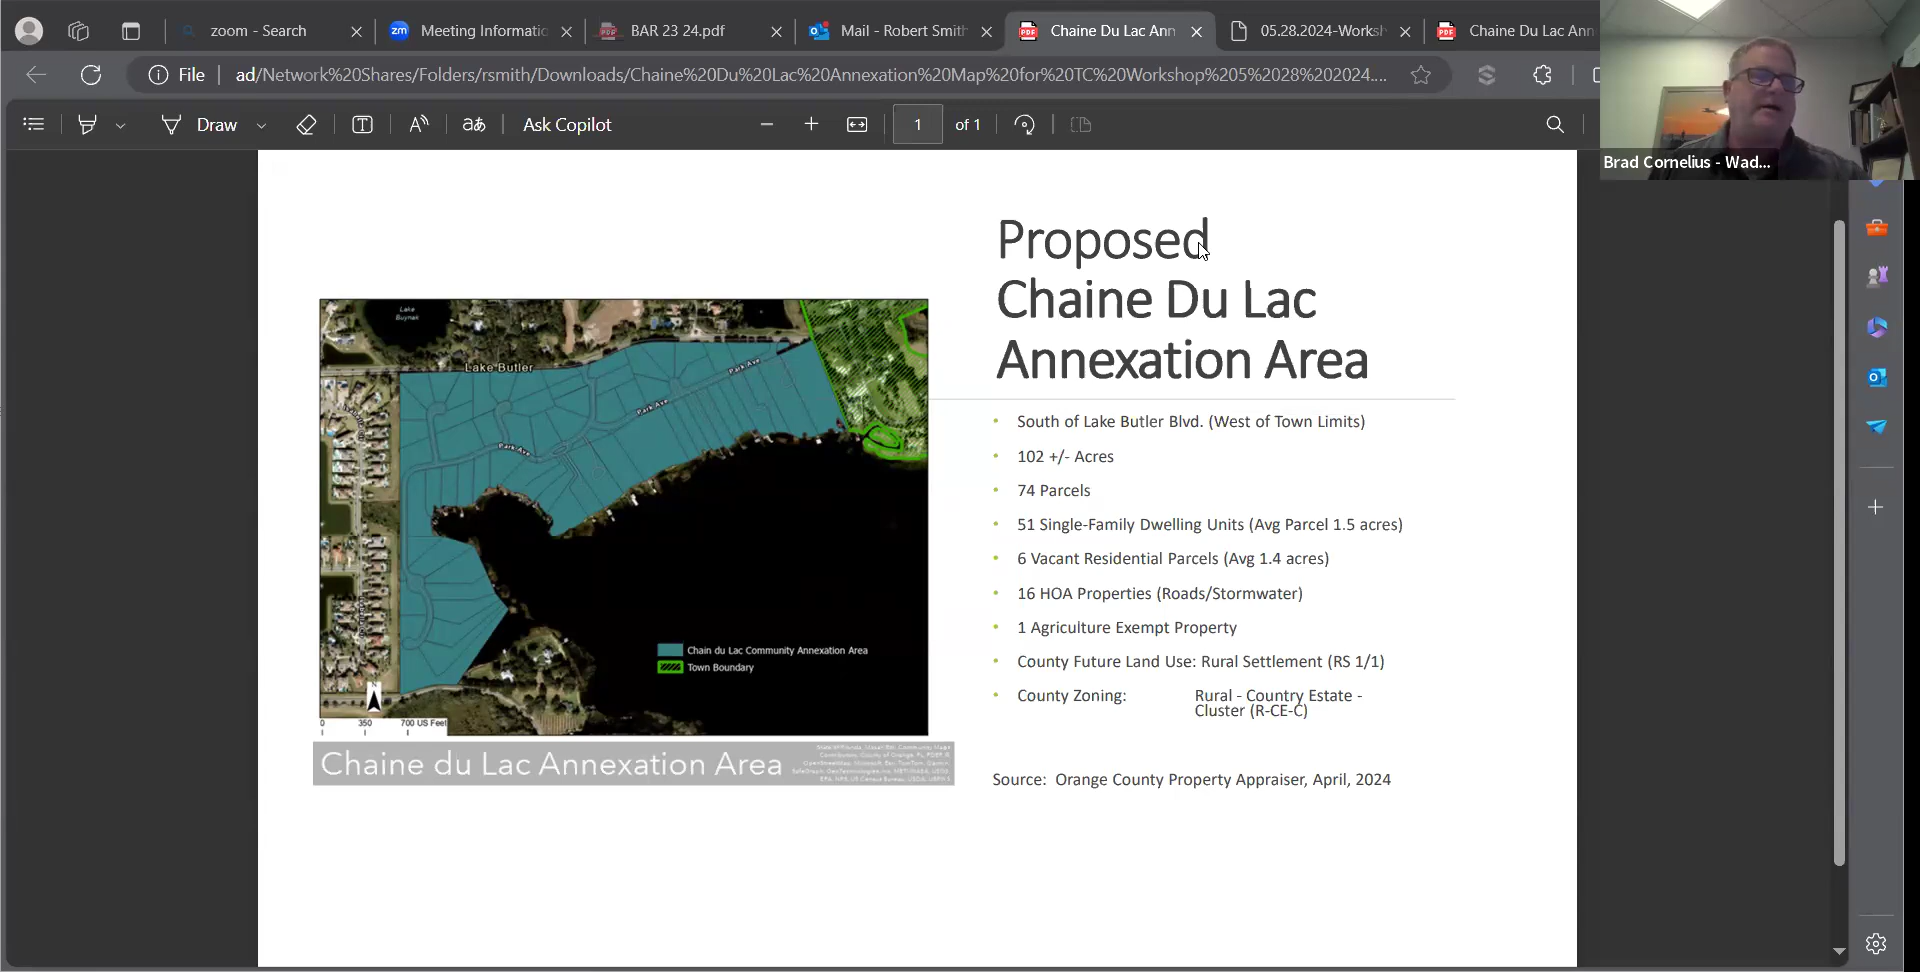 zoom - Search
Meeting Informatio
BAR 23 24.pdf
Mail - Robert Smith
Chaine Du Lac Ann
05.28.2024-Worksh
Chaine Du Lac Ann
File
ad/Network%20Shares/Folders/rsmith/Downloads/Chaine%20Du%20Lac%20Annexation%20Map%20for%20TC%20Workshop%205%2028%202024....
Draw
Ask Copilot
1
of 1
Brad Cornelius - Wad...
Proposed
Chaine Du Lac
Annexation Area
• South of Lake Butler Blvd. (West of Town Limits)
• 102 +/- Acres
• 74 Parcels
• 51 Single-Family Dwelling Units (Avg Parcel 1.5 acres)
• 6 Vacant Residential Parcels (Avg 1.4 acres)
• 16 HOA Properties (Roads/Stormwater)
• 1 Agriculture Exempt Property
• County Future Land Use: Rural Settlement (RS 1/1)
• County Zoning: Rural - Country Estate -
Cluster (R-CE-C)
Source: Orange County Property Appraiser, April, 2024
Lake
Buynak
Lake Butler
Park Ave
Park Ave
Park Ave
Chain du Lac Community Annexation Area
Town Boundary
N
0 350 700 US Feet
Chaine du Lac Annexation Area